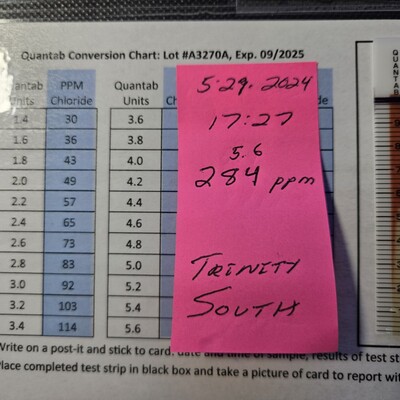 Quantab Conversion Chart: Lot #A3270A, Exp. 09/2025
antab Units PPM Chloride Quantab Units
1.4 30 3.6
1.6 36 3.8
1.8 43 4.0
2.0 49 4.2
2.2 57 4.4
2.4 65 4.6
2.6 73 4.8
2.8 83 5.0
3.0 92 5.2
3.2 103 5.4
3.4 114 5.6
5.29.2024
17:27
5.6
284 ppm
TRINITY
SOUTH
QUANTAB
Write on a post-it and stick to card: date and time of sample, results of test st
Place completed test strip in black box and take a picture of card to report wit